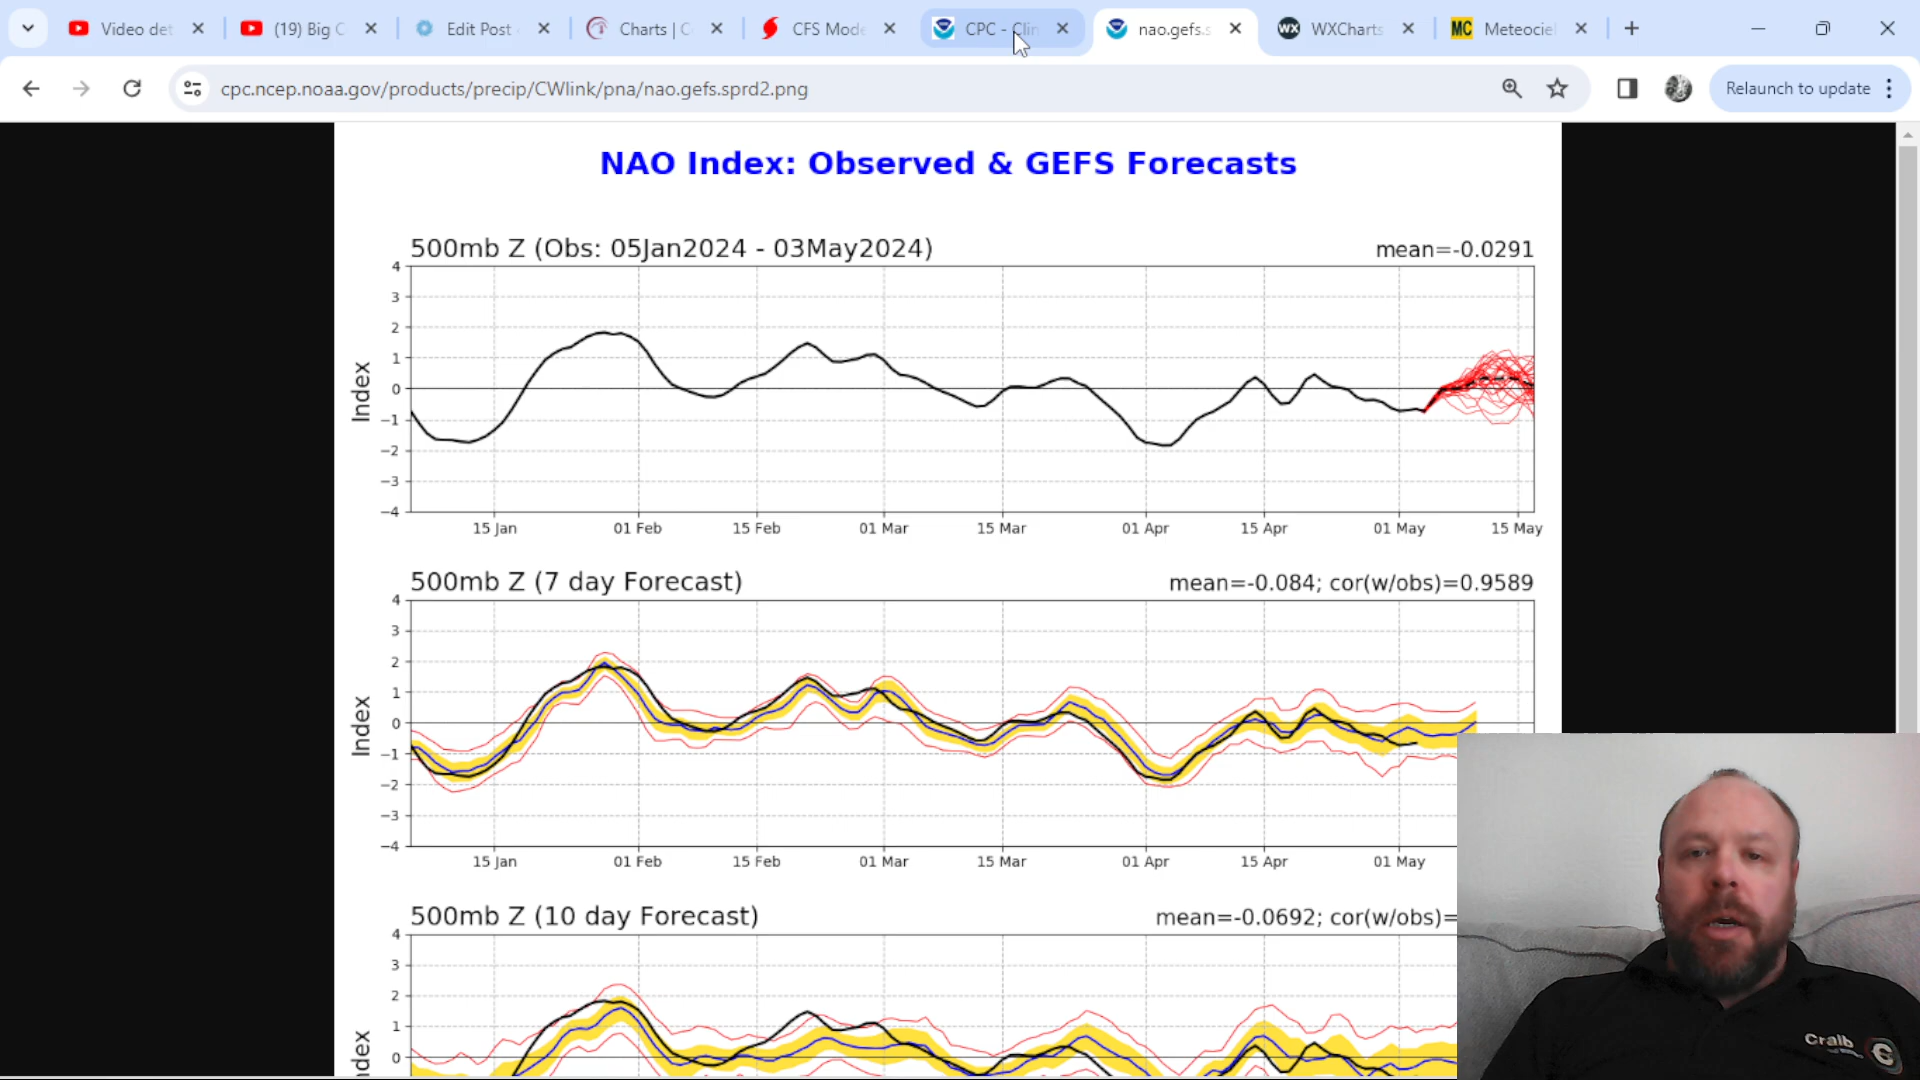 Video det
(19) Big C
Edit Post
Charts | C
CFS Mode
CPC - Clin
nao.gefs.s
WX WXCharts
MC Meteociel
cpc.ncep.noaa.gov/products/precip/CWlink/pna/nao.gefs.sprd2.png
Relaunch to update
NAO Index: Observed & GEFS Forecasts
500mb Z (Obs: 05Jan2024 - 03May2024) mean=-0.0291
4
3
2
1
0
−1
−2
−3
−4
Index
15 Jan 01 Feb 15 Feb 01 Mar 15 Mar 01 Apr 15 Apr 01 May 15 May
500mb Z (7 day Forecast) mean=-0.084; cor(w/obs)=0.9589
4
3
2
1
0
−1
−2
−3
−4
Index
15 Jan 01 Feb 15 Feb 01 Mar 15 Mar 01 Apr 15 Apr 01 May
500mb Z (10 day Forecast) mean=-0.0692; cor(w/obs)=
4
3
2
1
0
ndex
Craib